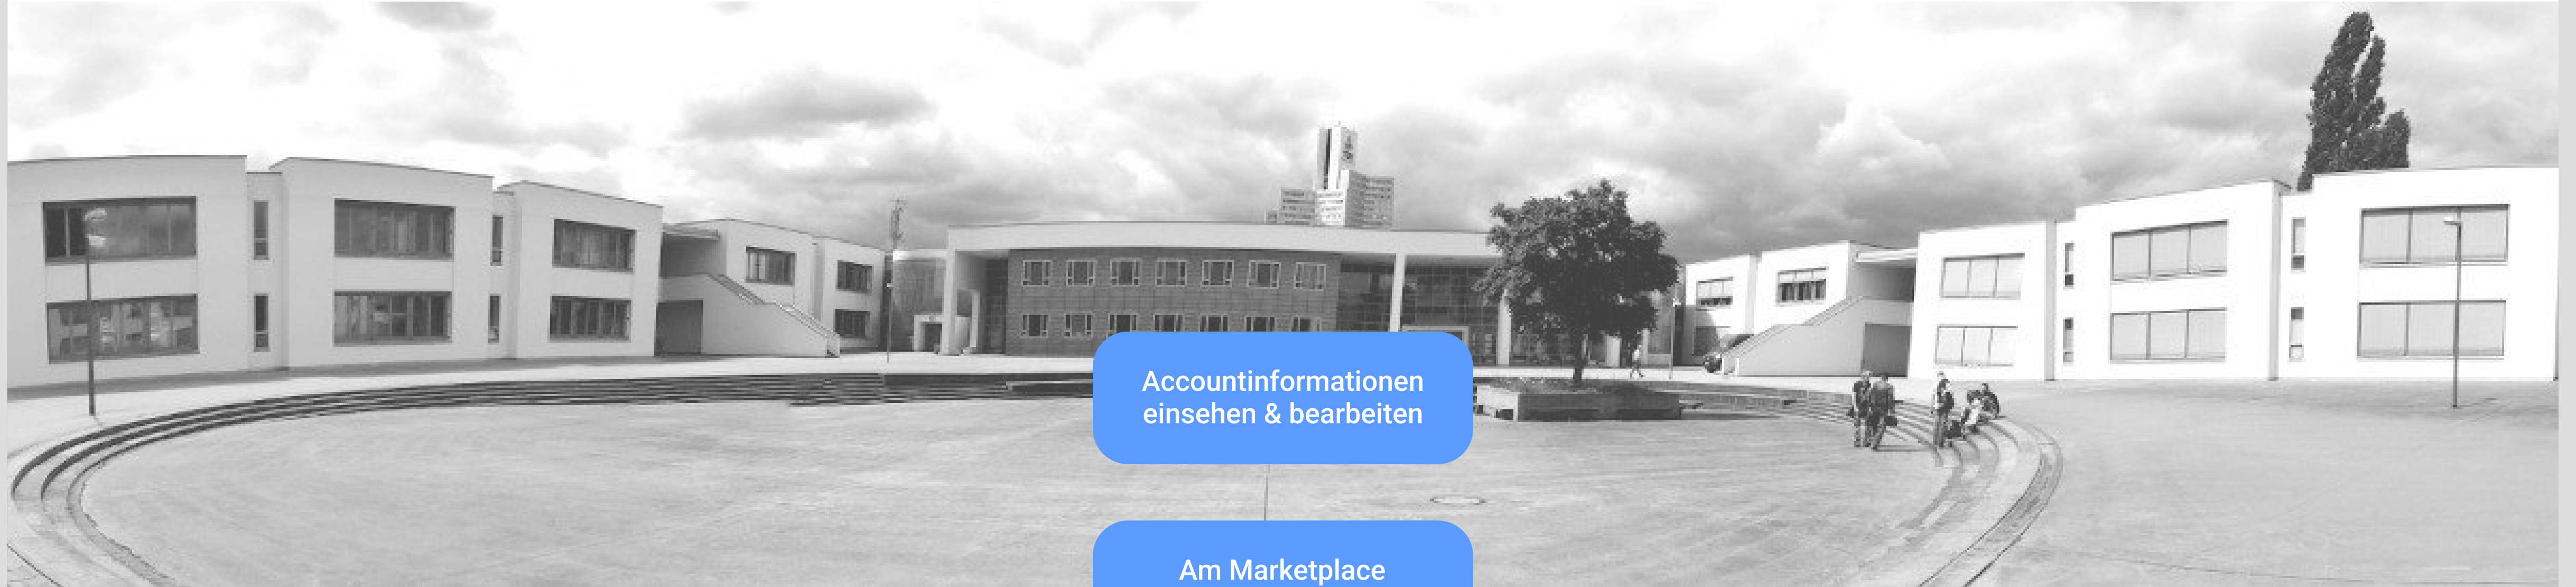 Accountinformationen
einsehen & bearbeiten
Am Marketplace